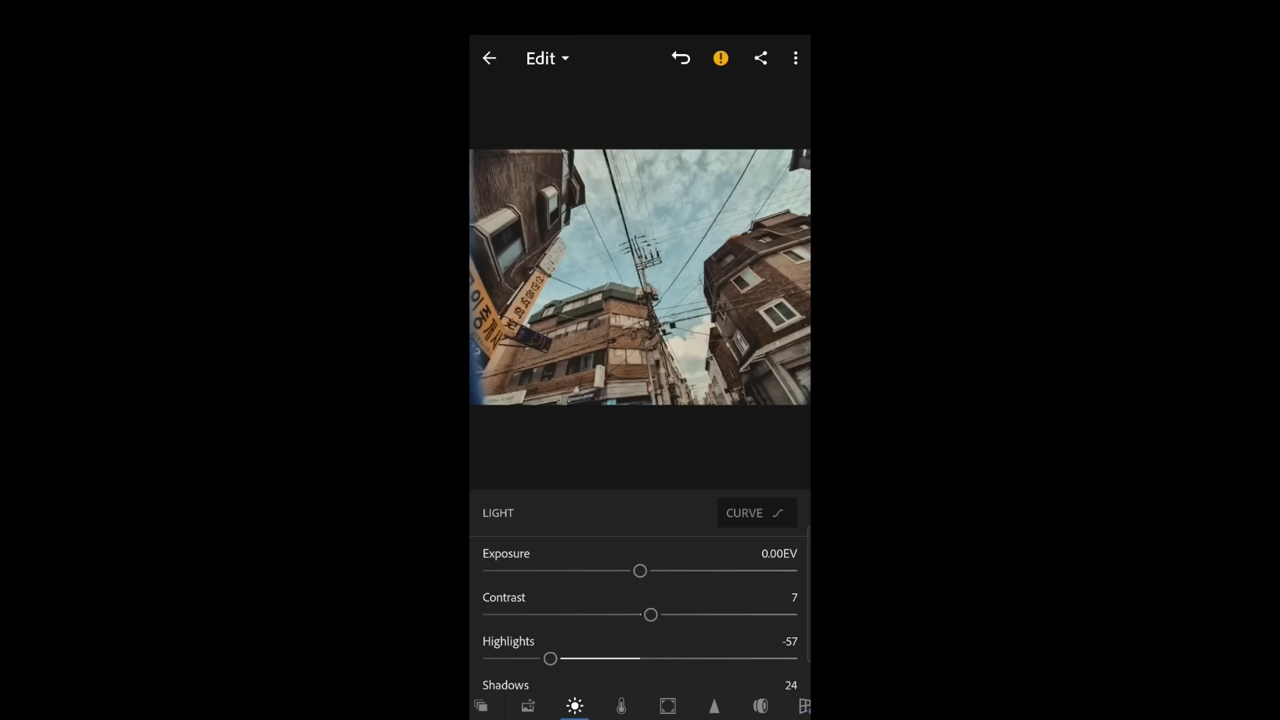 Edit
LIGHT
CURVE
Exposure
0.00EV
Contrast
7
Highlights
-57
Shadows
24